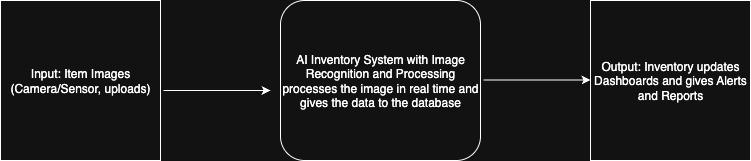 Input: Item Images
(Camera/Sensor, uploads)
AI Inventory System with Image
Recognition and Processing
processes the image in real time and
gives the data to the database
Output: Inventory updates
Dashboards and gives Alerts
and Reports